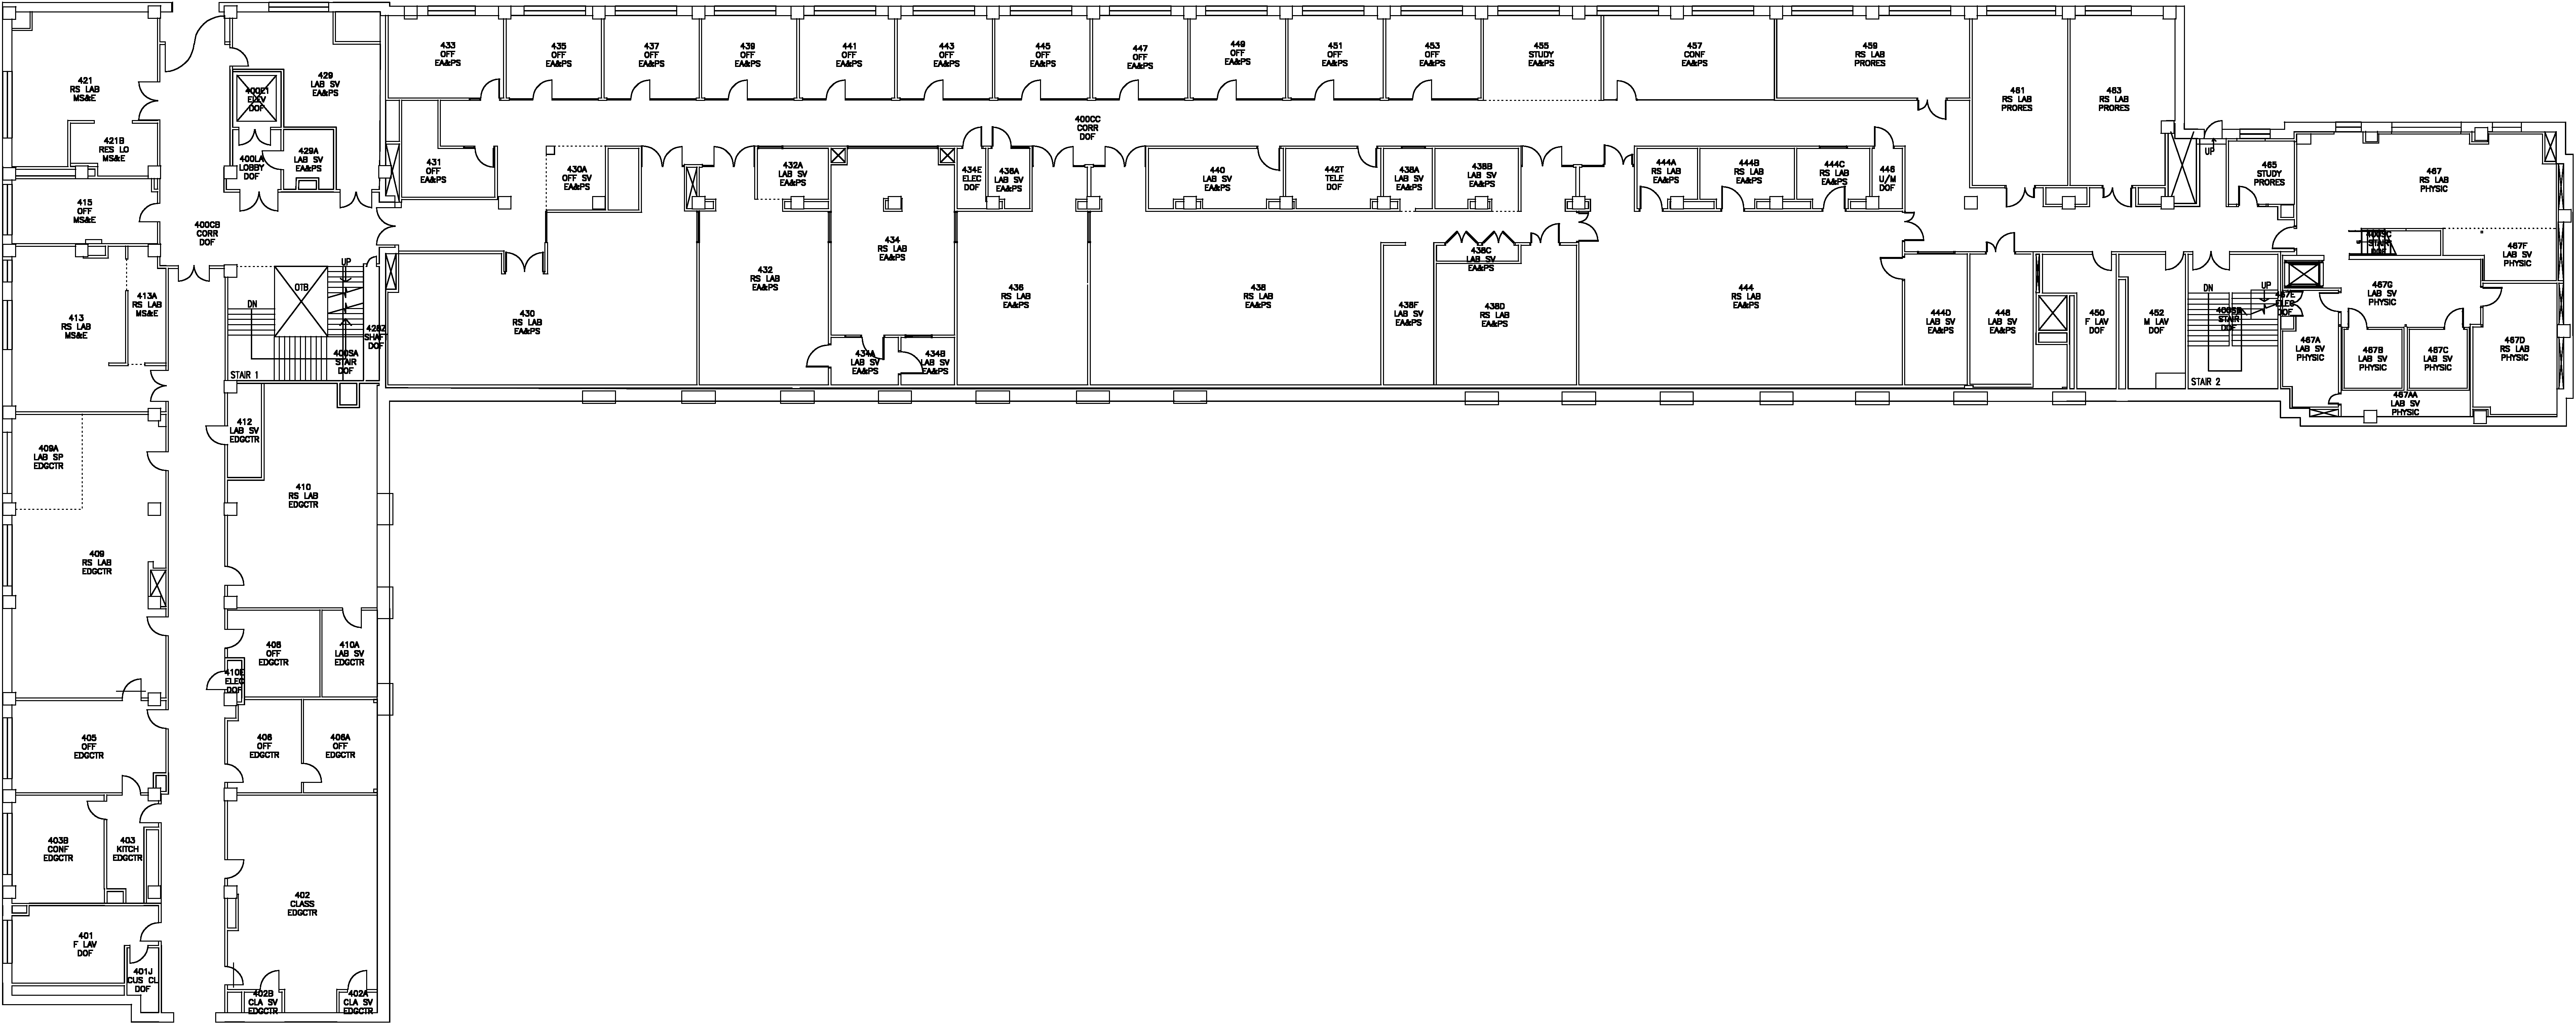 421
RS LAB
MS&E
421B
RES LO
MS&E
429
LAB SV
EA&PS
400E1
ELEV
DOF
400LA
LOBBY
DOF
429A
LAB SV
EA&PS
433
OFF
EA&PS
435
OFF
EA&PS
437
OFF
EA&PS
439
OFF
EA&PS
441
OFF
EA&PS
443
OFF
EA&PS
445
OFF
EA&PS
447
OFF
EA&PS
449
OFF
EA&PS
451
OFF
EA&PS
453
OFF
EA&PS
455
STUDY
EA&PS
457
CONF
EA&PS
459
RS LAB
PRORES
461
RS LAB
PRORES
463
RS LAB
PRORES
400CC
CORR
DOF
431
OFF
EA&PS
430A
OFF SV
EA&PS
432A
LAB SV
EA&PS
434E
ELEC
DOF
436A
LAB SV
EA&PS
440
LAB SV
EA&PS
442T
TELE
DOF
438A
LAB SV
EA&PS
438B
LAB SV
EA&PS
444A
RS LAB
EA&PS
444B
RS LAB
EA&PS
444C
RS LAB
EA&PS
446
U/M
DOF
UP
465
STUDY
PRORES
467
RS LAB
PHYSIC
415
OFF
MS&E
400CB
CORR
DOF
413
RS LAB
MS&E
413A
RS LAB
MS&E
UP
DN
OTB
428Z
SHAFT
DOF
400SA
STAIR
DOF
STAIR 1
430
RS LAB
EA&PS
432
RS LAB
EA&PS
434
RS LAB
EA&PS
434A
LAB SV
EA&PS
434B
LAB SV
EA&PS
436
RS LAB
EA&PS
438
RS LAB
EA&PS
438C
LAB SV
EA&PS
438F
LAB SV
EA&PS
438D
RS LAB
EA&PS
444
RS LAB
EA&PS
444D
LAB SV
EA&PS
448
LAB SV
EA&PS
450
F LAV
DOF
452
M LAV
DOF
DN
UP
400SB
STAIR
DOF
STAIR 2
467E
ELEC
DOF
400SC
STAIR
DOF
467F
LAB SV
PHYSIC
467G
LAB SV
PHYSIC
467A
LAB SV
PHYSIC
467B
LAB SV
PHYSIC
467C
LAB SV
PHYSIC
467D
RS LAB
PHYSIC
467AA
LAB SV
PHYSIC
412
LAB SV
EDGCTR
409A
LAB SP
EDGCTR
410
RS LAB
EDGCTR
409
RS LAB
EDGCTR
408
OFF
EDGCTR
410A
LAB SV
EDGCTR
410E
ELEC
DOF
405
OFF
EDGCTR
406
OFF
EDGCTR
406A
OFF
EDGCTR
403B
CONF
EDGCTR
403
KITCH
EDGCTR
402
CLASS
EDGCTR
401
F LAV
DOF
401J
CUS CL
DOF
402B
CLA SV
EDGCTR
402A
CLA SV
EDGCTR